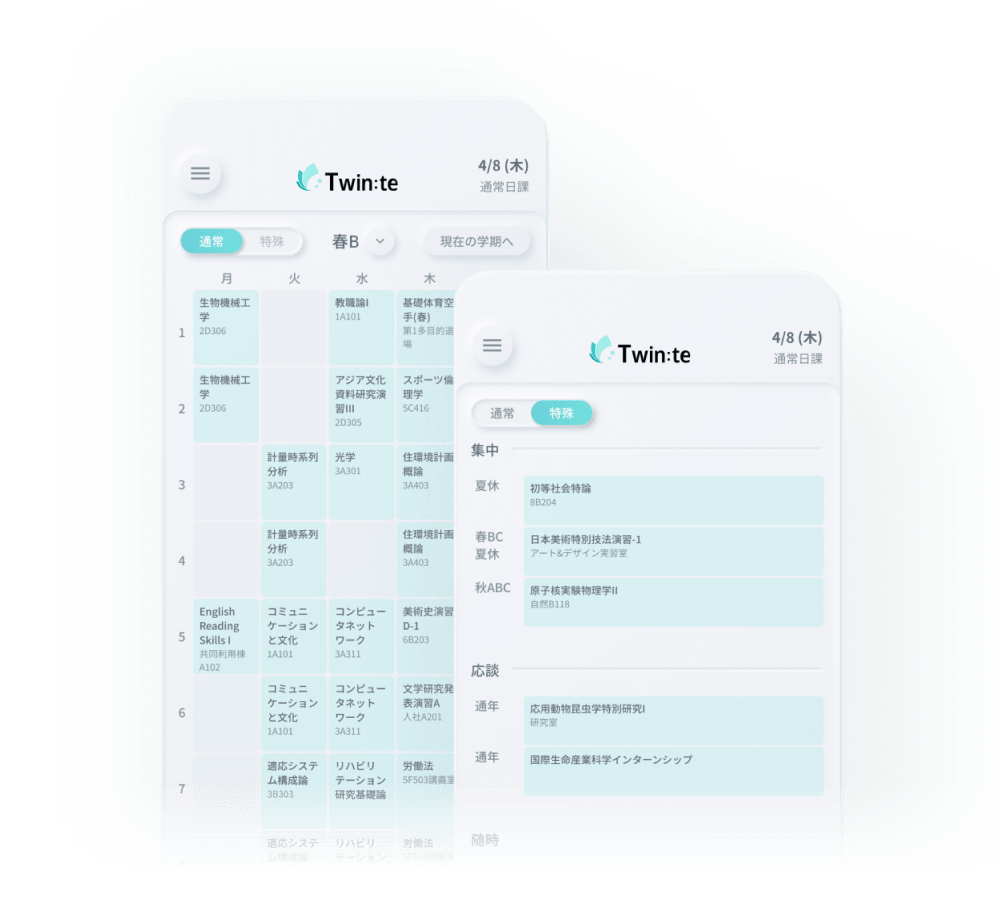 4/8 (木)
Twin:te
通常日課
通常
特殊
春B
現在の学期へ
月
火
水
木
1
生物機械工
学
2D306
教職論I
1A101
基礎体育空
手(春)
第1多目的道
場
2
生物機械工
学
2D306
アジア文化
資料研究演
習III
2D305
スポーツ倫
理学
5C416
3
計量時系列
分析
3A203
光学
3A301
住環境計画
概論
3A403
4
計量時系列
分析
3A203
住環境計画
概論
3A403
5
English
Reading
Skills I
共同利用棟
A102
コミュニ
ケーション
と文化
1A101
コンピュー
タネット
ワーク
3A311
美術史演習
D-1
6B203
6
コミュニ
ケーション
と文化
1A101
コンピュー
タネット
ワーク
3A311
文学研究発
表演習A
人社A201
7
適応システ
ム構成論
3B303
リハビリ
テーション
研究基礎論
労働法
5F503講義室
適応システ
ム構成論
リハビリ
テーション
労働法
4/8 (木)
Twin:te
通常日課
通常
特殊
集中
夏休
初等社会特論
8B204
春BC
夏休
日本美術特別技法演習-1
アート&デザイン実習室
秋ABC
原子核実験物理学II
自然B118
応談
通年
応用動物昆虫学特別研究I
研究室
通年
国際生命産業科学インターンシップ
随時